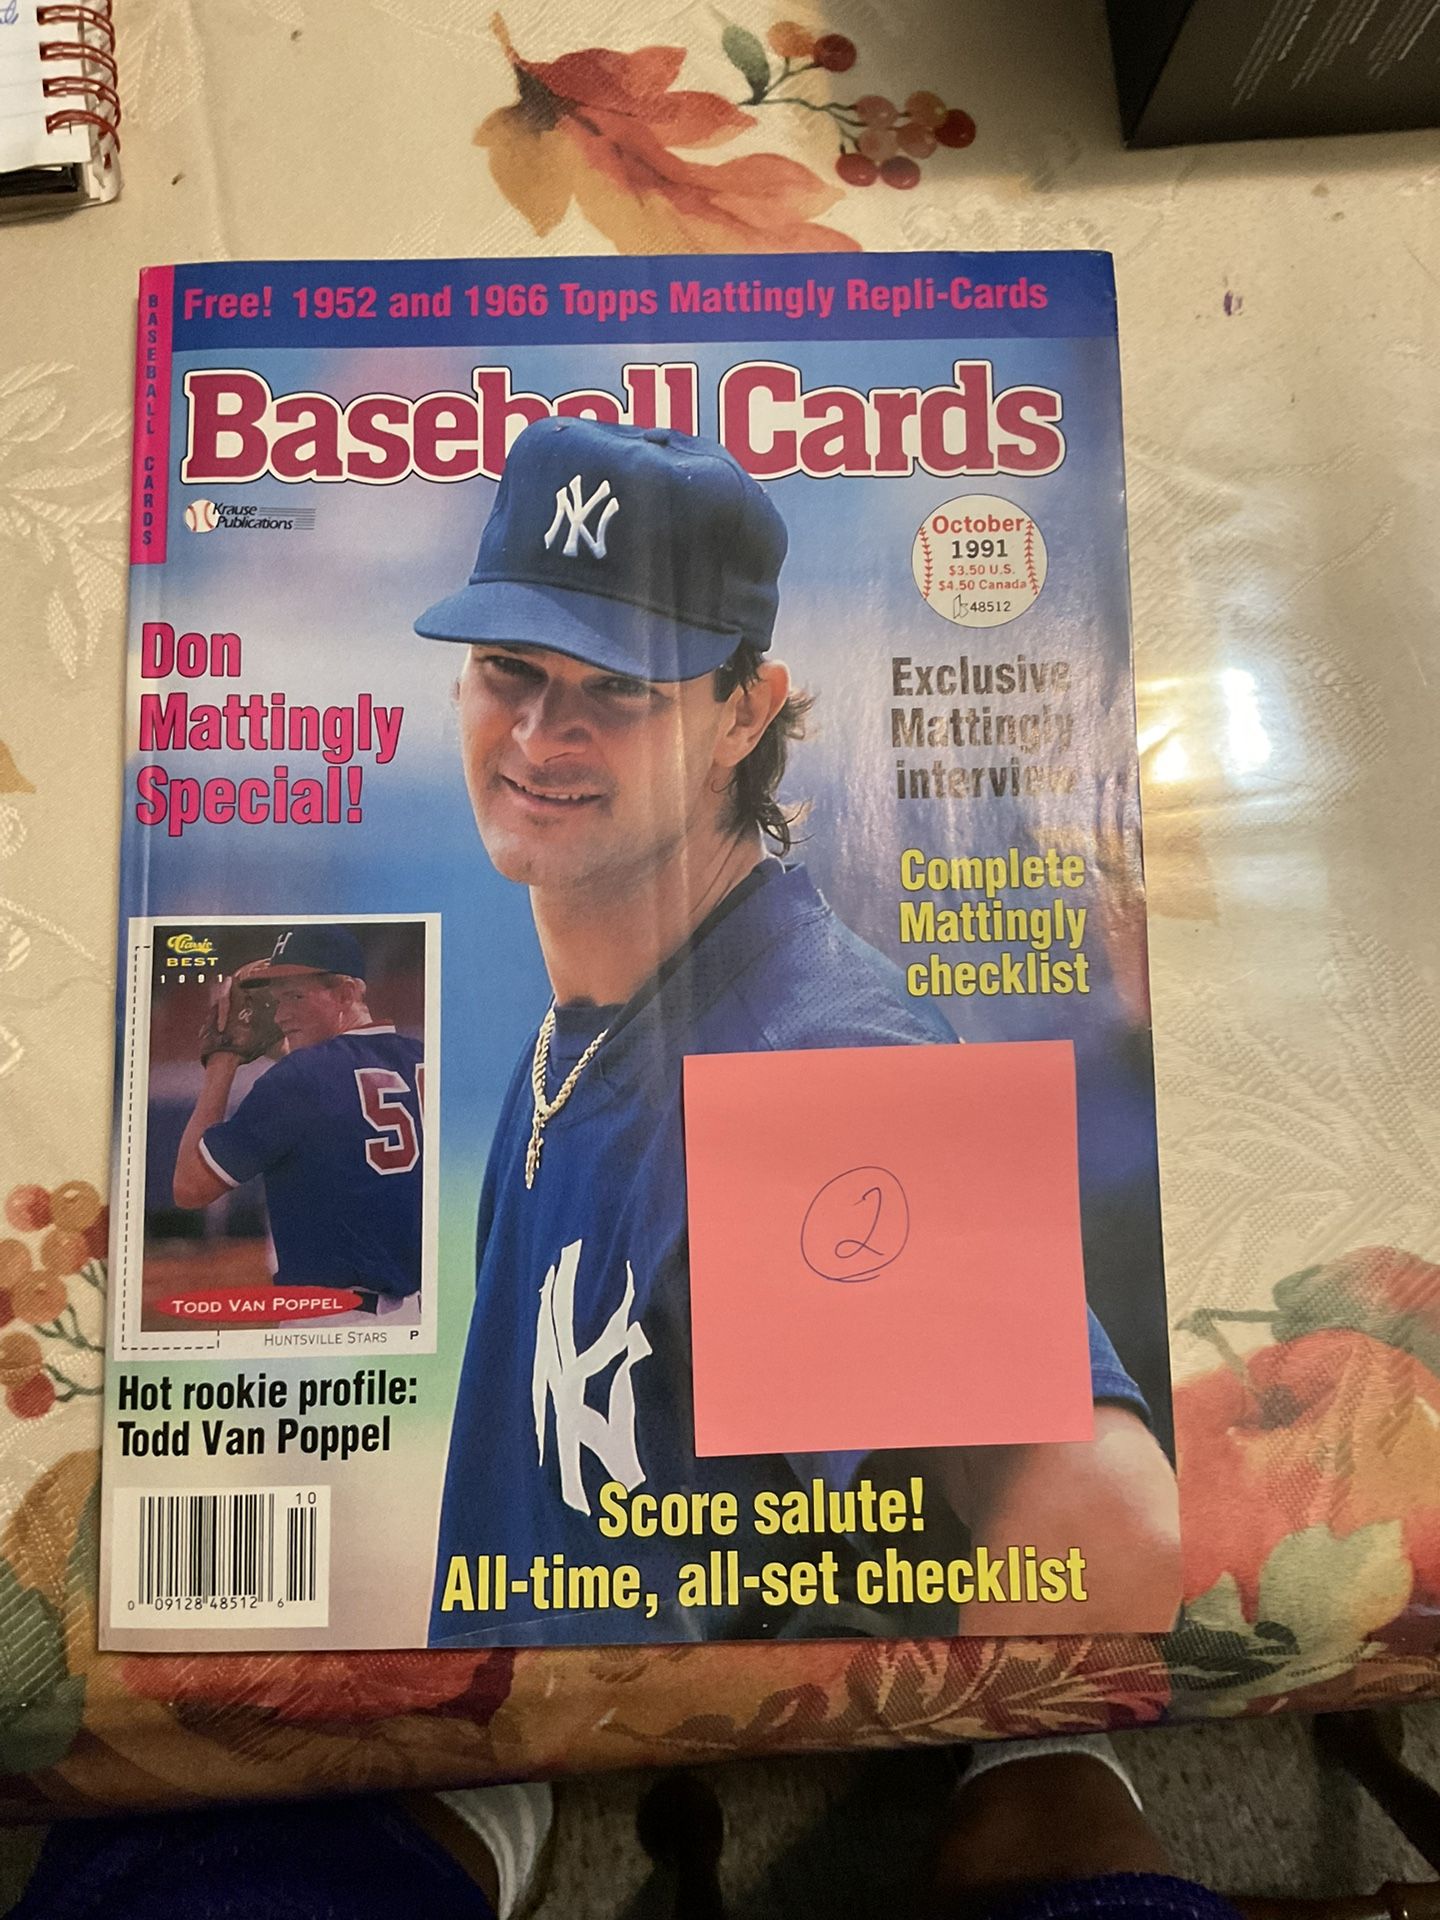 Free! 1952 and 1966 Topps Mattingly Repli-Cards
BASEBALL CARDS
Baseball Cards
Krause
Publications
October
1991
$3.50 U.S.
$4.50 Canada
48512
Don
Mattingly
Special!
Exclusive
Mattingly
interview
Complete
Mattingly
checklist
NY
Classic
BEST
1991
H
5
TODD VAN POPPEL
HUNTSVILLE STARS P
Hot rookie profile:
Todd Van Poppel
2
NY
Score salute!
All-time, all-set checklist
10
0 09128 48512 6